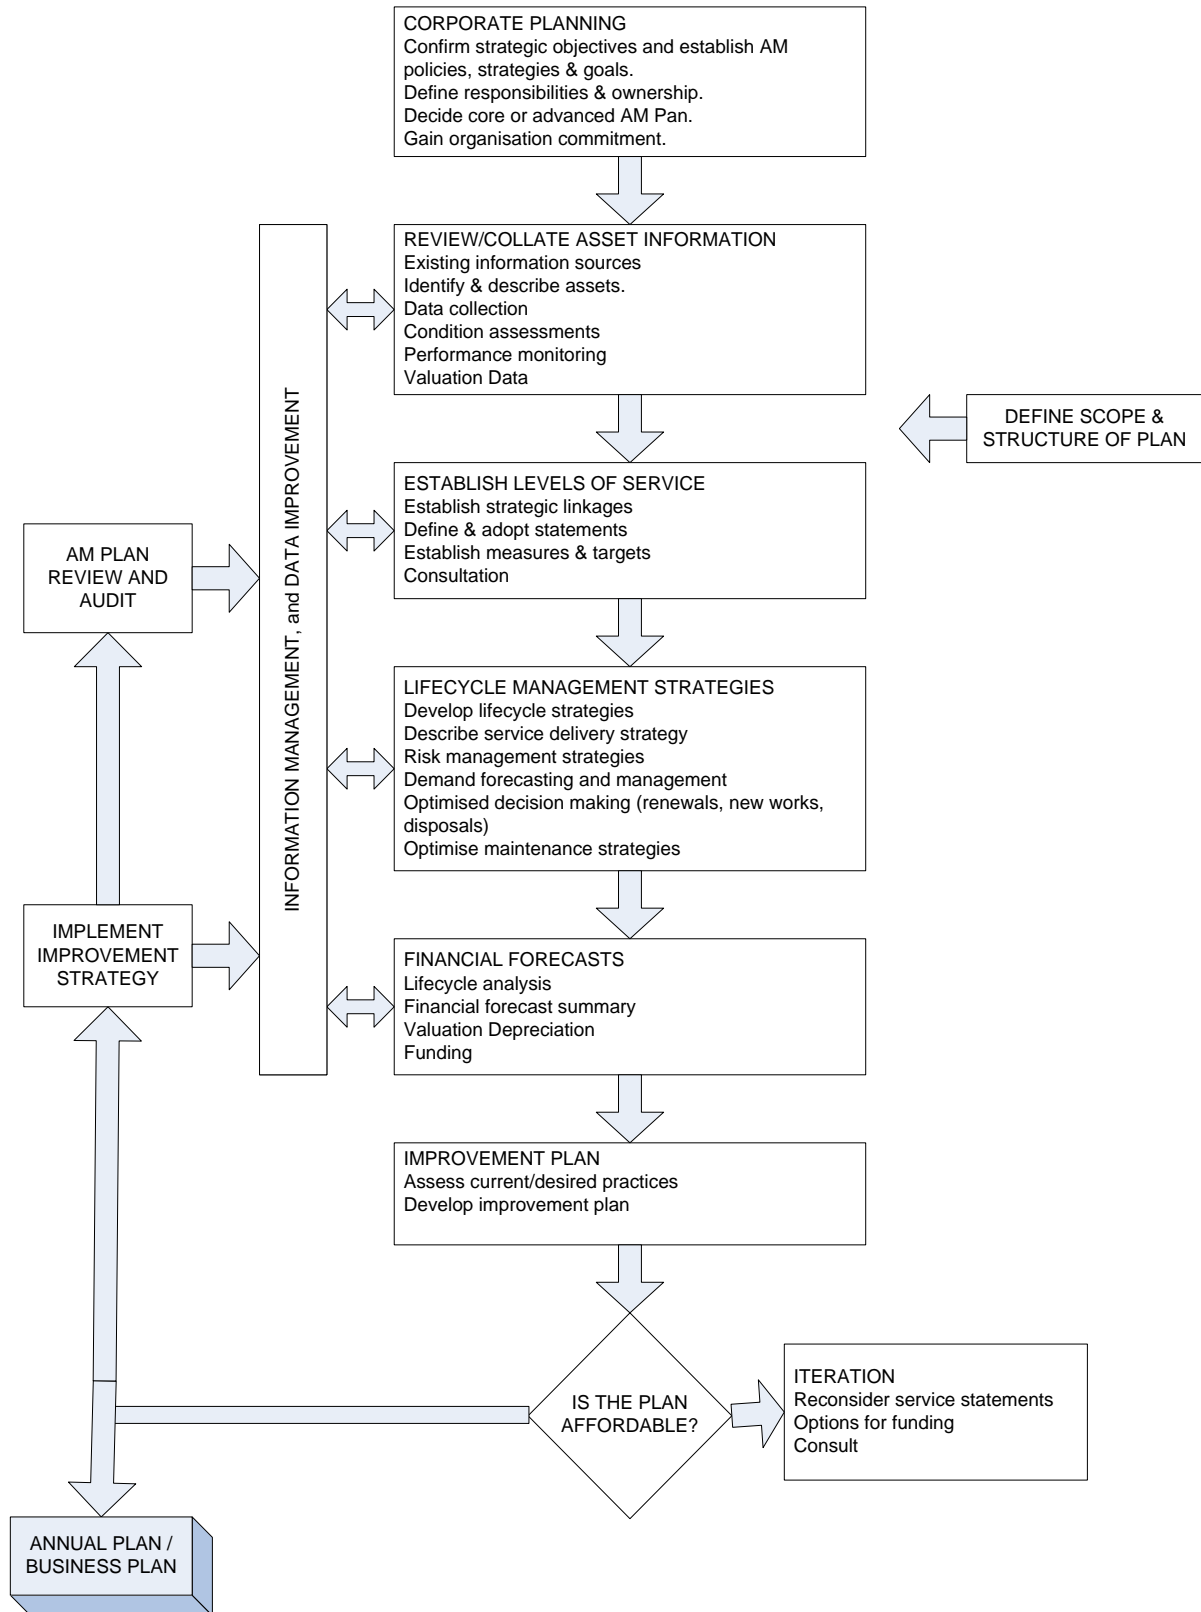 CORPORATE PLANNING
Confirm strategic objectives and establish AM
policies, strategies & goals.
Define responsibilities & ownership.
Decide core or advanced AM Pan.
Gain organisation commitment.
REVIEW/COLLATE ASSET INFORMATION
Existing information sources
Identify & describe assets.
Data collection
Condition assessments
Performance monitoring
Valuation Data
DEFINE SCOPE &
STRUCTURE OF PLAN
INFORMATION MANAGEMENT, and DATA IMPROVEMENT
ESTABLISH LEVELS OF SERVICE
Establish strategic linkages
Define & adopt statements
Establish measures & targets
Consultation
AM PLAN
REVIEW AND
AUDIT
LIFECYCLE MANAGEMENT STRATEGIES
Develop lifecycle strategies
Describe service delivery strategy
Risk management strategies
Demand forecasting and management
Optimised decision making (renewals, new works,
disposals)
Optimise maintenance strategies
IMPLEMENT
IMPROVEMENT
STRATEGY
FINANCIAL FORECASTS
Lifecycle analysis
Financial forecast summary
Valuation Depreciation
Funding
IMPROVEMENT PLAN
Assess current/desired practices
Develop improvement plan
IS THE PLAN
AFFORDABLE?
ITERATION
Reconsider service statements
Options for funding
Consult
ANNUAL PLAN /
BUSINESS PLAN